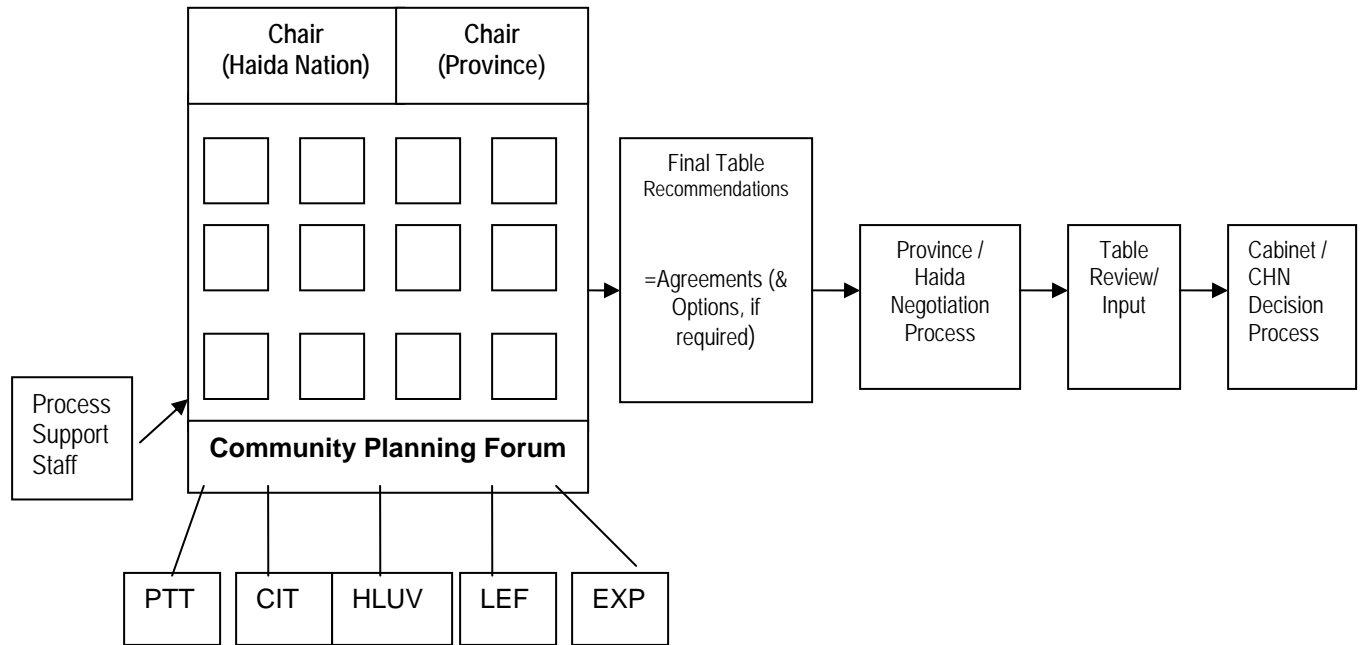 Chair
(Haida Nation)
Chair
(Province)
Final Table
Recommendations
=Agreements (&
Options, if
required)
Province /
Haida
Negotiation
Process
Table
Review/
Input
Cabinet /
CHN
Decision
Process
Process
Support
Staff
Community Planning Forum
PTT
CIT
HLUV
LEF
EXP